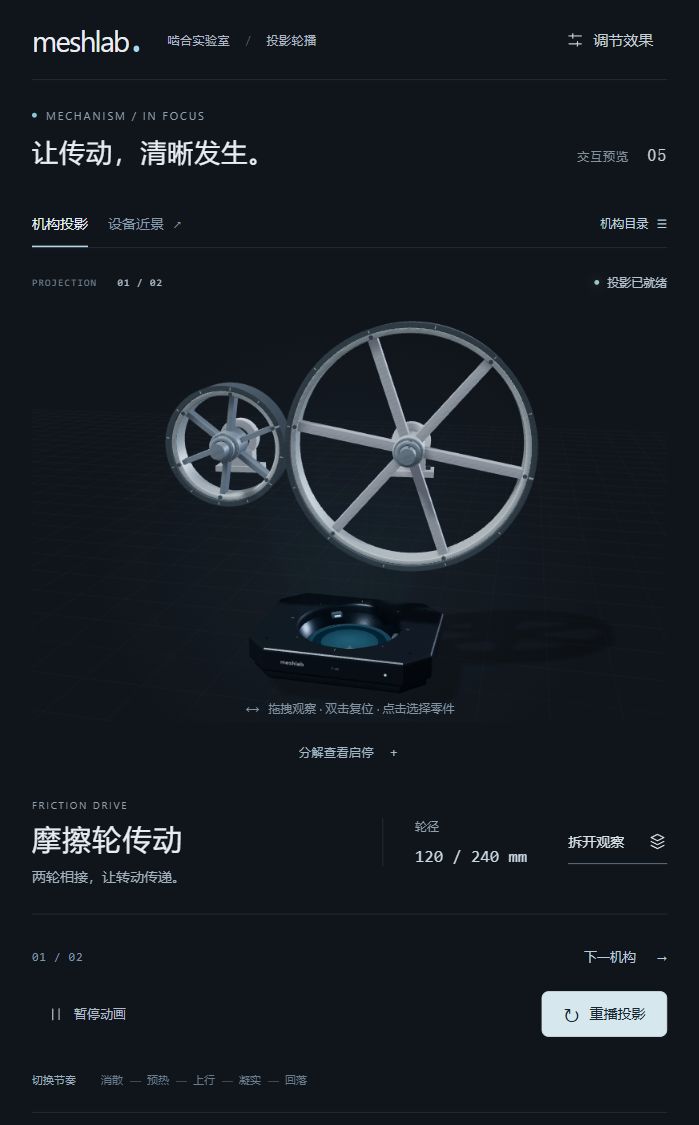 meshlab.
啮合实验室 / 投影轮播
调节效果
MECHANISM / IN FOCUS
让传动，清晰发生。
交互预览 05
机构投影 设备近景 ↗
机构目录 ☰
PROJECTION 01 / 02
投影已就绪
meshlab
↔ 拖拽观察 · 双击复位 · 点击选择零件
分解查看启停 +
FRICTION DRIVE
摩擦轮传动
两轮相接，让转动传递。
轮径
120 / 240 mm
拆开观察
01 / 02
下一机构 →
暂停动画
重播投影
切换节奏 消散 — 预热 — 上行 — 凝实 — 回落